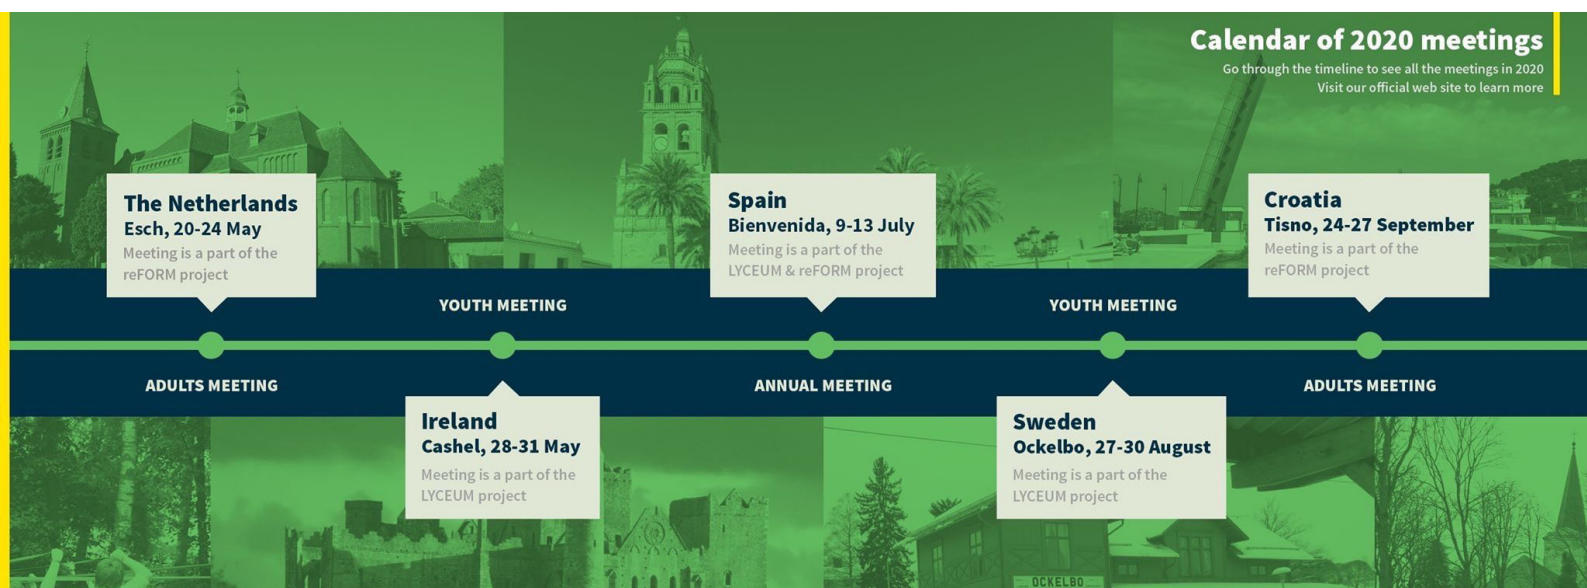 Calendar of 2020 meetings
Go through the timeline to see all the meetings in 2020
Visit our official web site to learn more
The Netherlands
Esch, 20-24 May
Meeting is a part of the
reFORM project
ADULTS MEETING
YOUTH MEETING
Ireland
Cashel, 28-31 May
Meeting is a part of the
LYCEUM project
Spain
Bienvenida, 9-13 July
Meeting is a part of the
LYCEUM & reFORM project
ANNUAL MEETING
YOUTH MEETING
Sweden
Ockelbo, 27-30 August
Meeting is a part of the
LYCEUM project
OCKELBO
Croatia
Tisno, 24-27 September
Meeting is a part of the
reFORM project
ADULTS MEETING